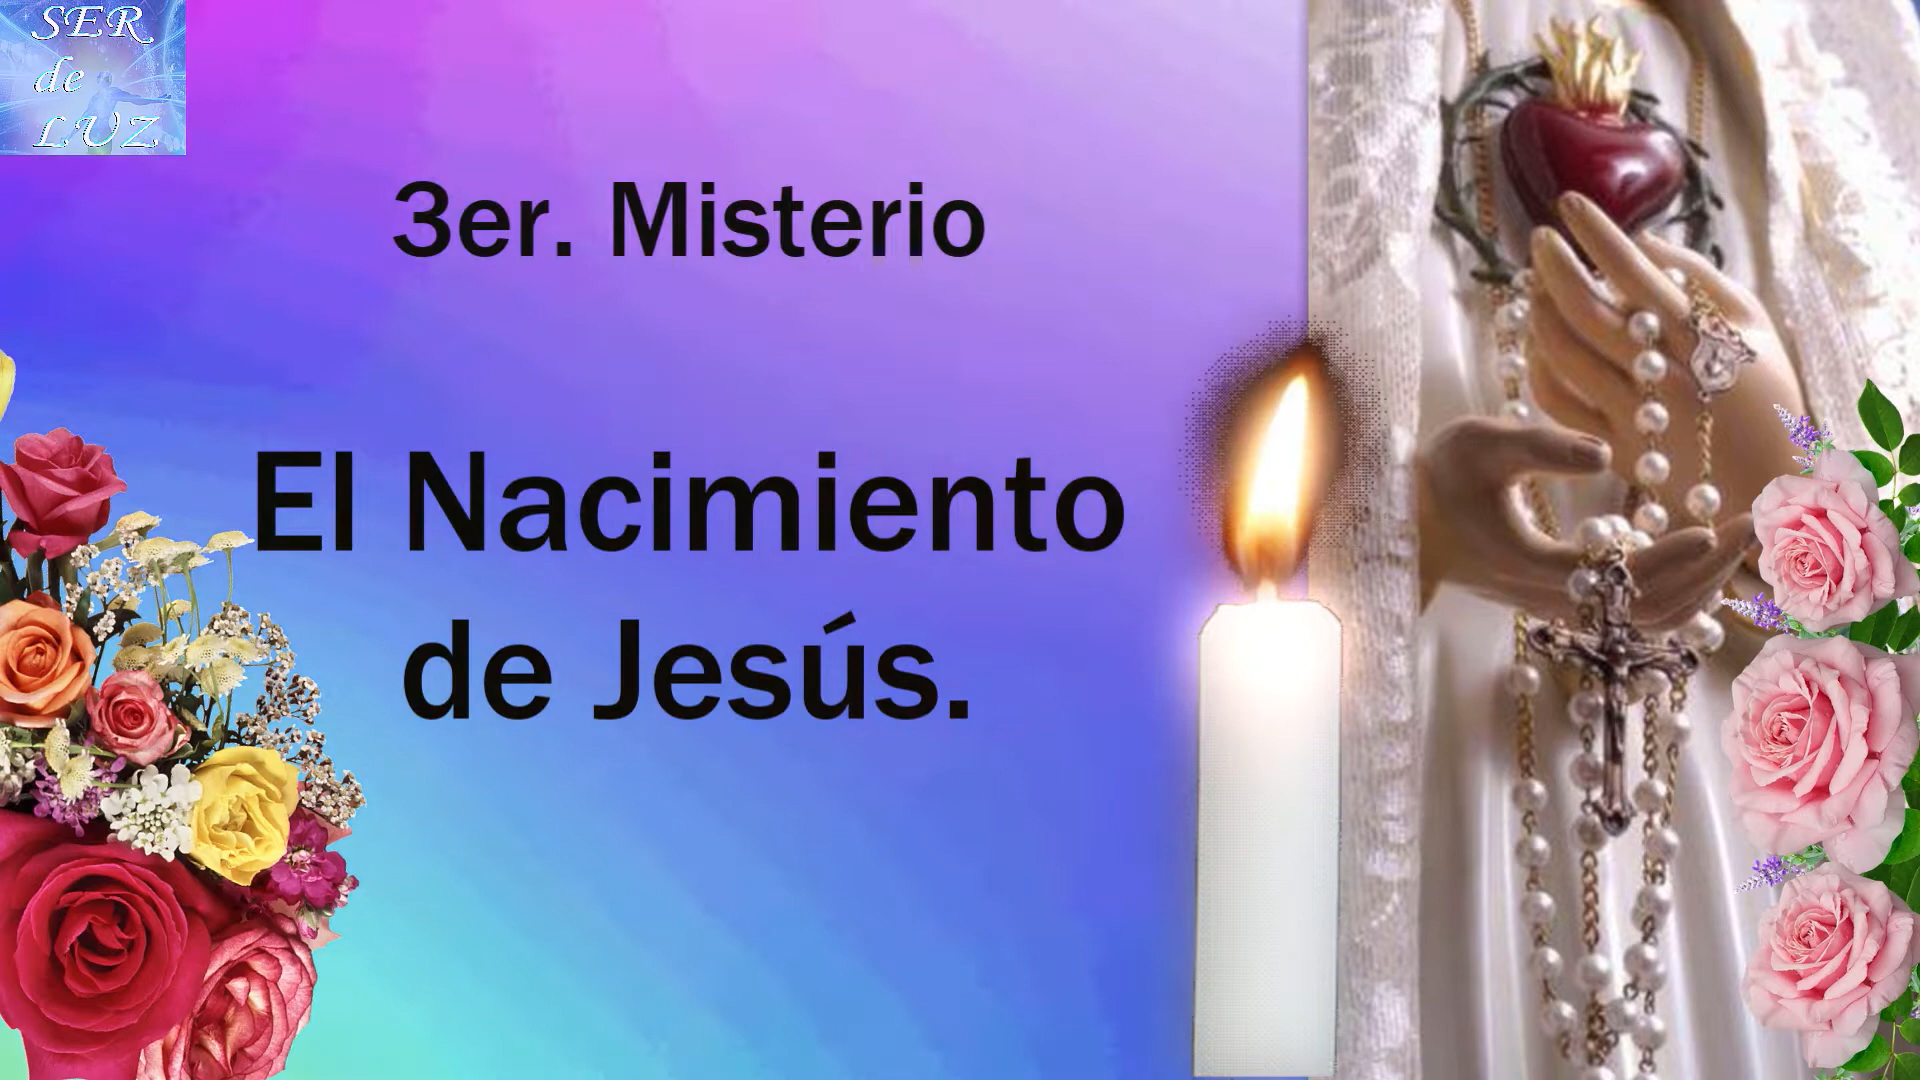 SER
de
LUZ
3er. Misterio
El Nacimiento
de Jesús.